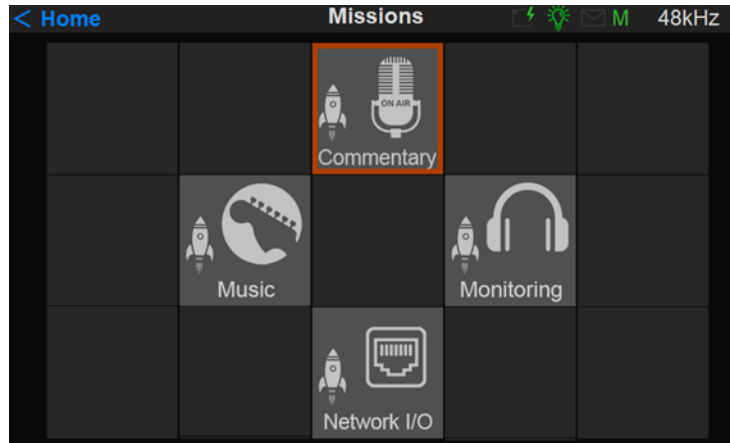 < Home Missions M 48kHz
ON AIR
Commentary
Music Monitoring
Network I/O